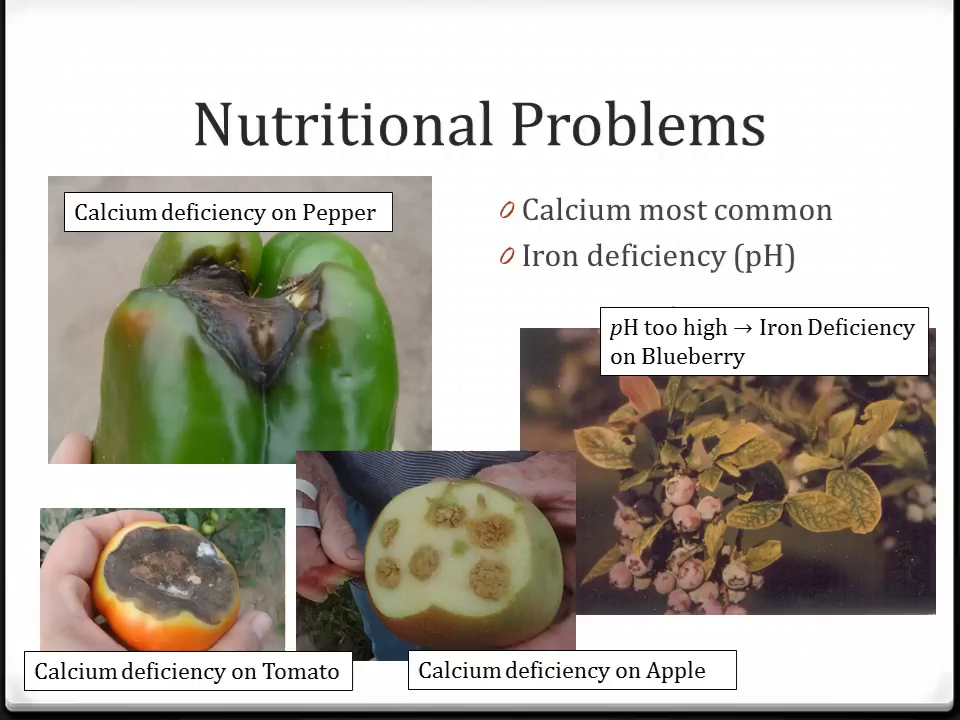 Nutritional Problems
Calcium deficiency on Pepper
Calcium most common
Iron deficiency (pH)
pH too high → Iron Deficiency
on Blueberry
Calcium deficiency on Tomato
Calcium deficiency on Apple